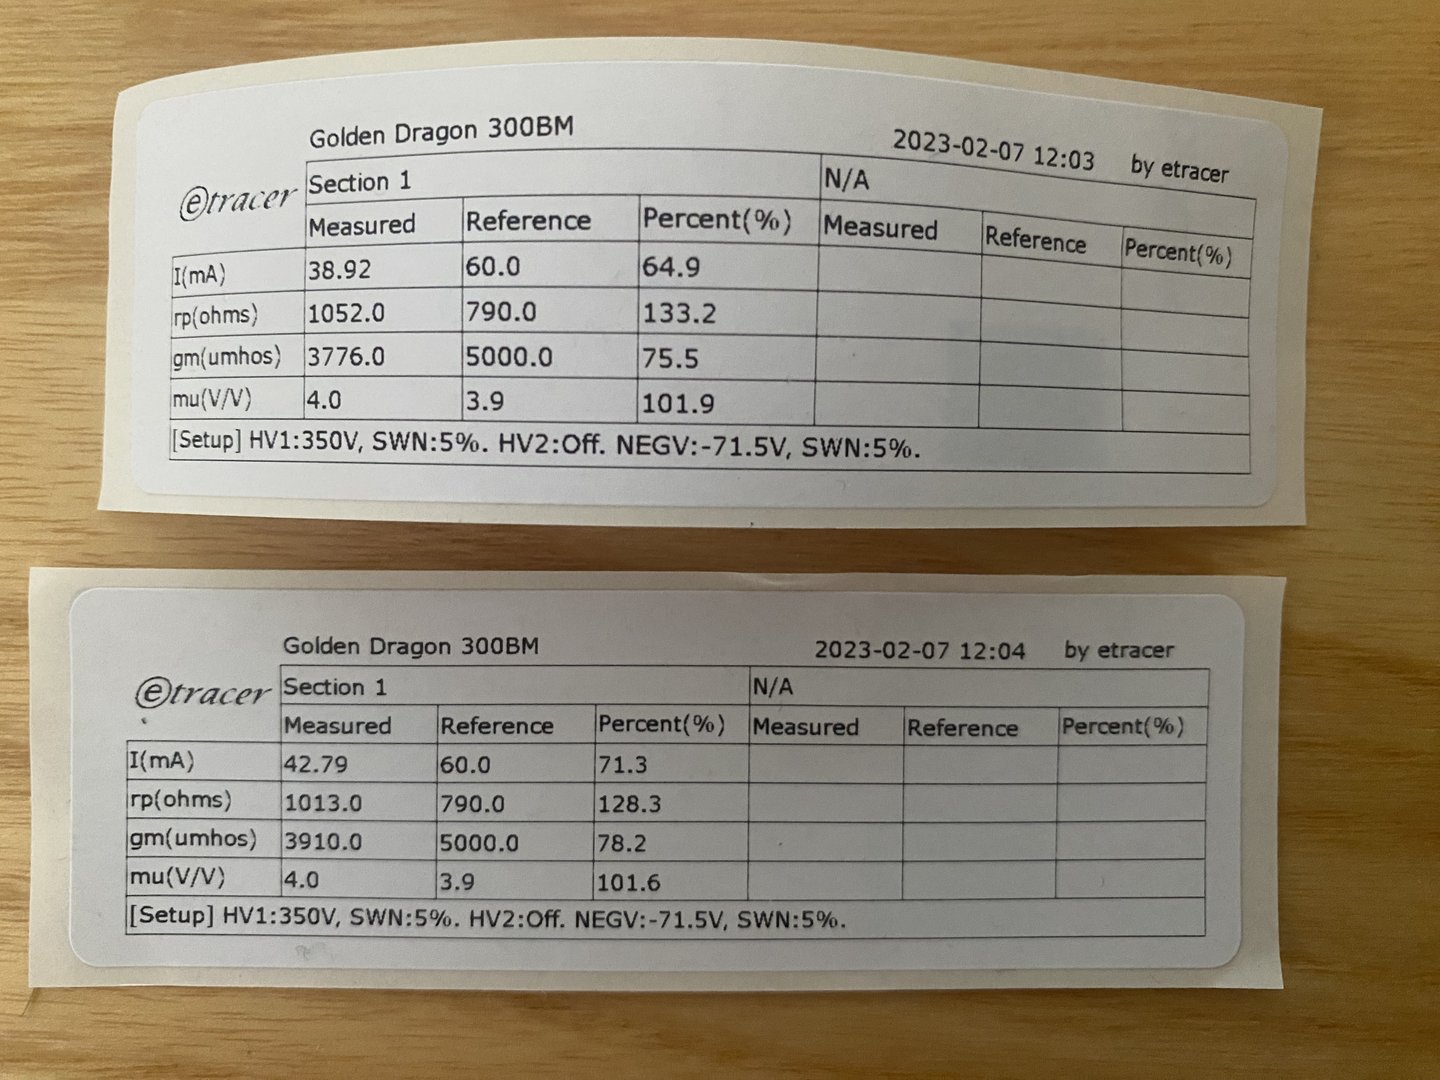 Golden Dragon 300BM 2023-02-07 12:03 by etracer
etracer Section 1 N/A
Measured Reference Percent(%) Measured Reference Percent(%)
I(mA) 38.92 60.0 64.9
rp(ohms) 1052.0 790.0 133.2
gm(umhos) 3776.0 5000.0 75.5
mu(V/V) 4.0 3.9 101.9
[Setup] HV1:350V, SWN:5%. HV2:Off. NEGV:-71.5V, SWN:5%.
Golden Dragon 300BM 2023-02-07 12:04 by etracer
etracer Section 1 N/A
Measured Reference Percent(%) Measured Reference Percent(%)
I(mA) 42.79 60.0 71.3
rp(ohms) 1013.0 790.0 128.3
gm(umhos) 3910.0 5000.0 78.2
mu(V/V) 4.0 3.9 101.6
[Setup] HV1:350V, SWN:5%. HV2:Off. NEGV:-71.5V, SWN:5%.